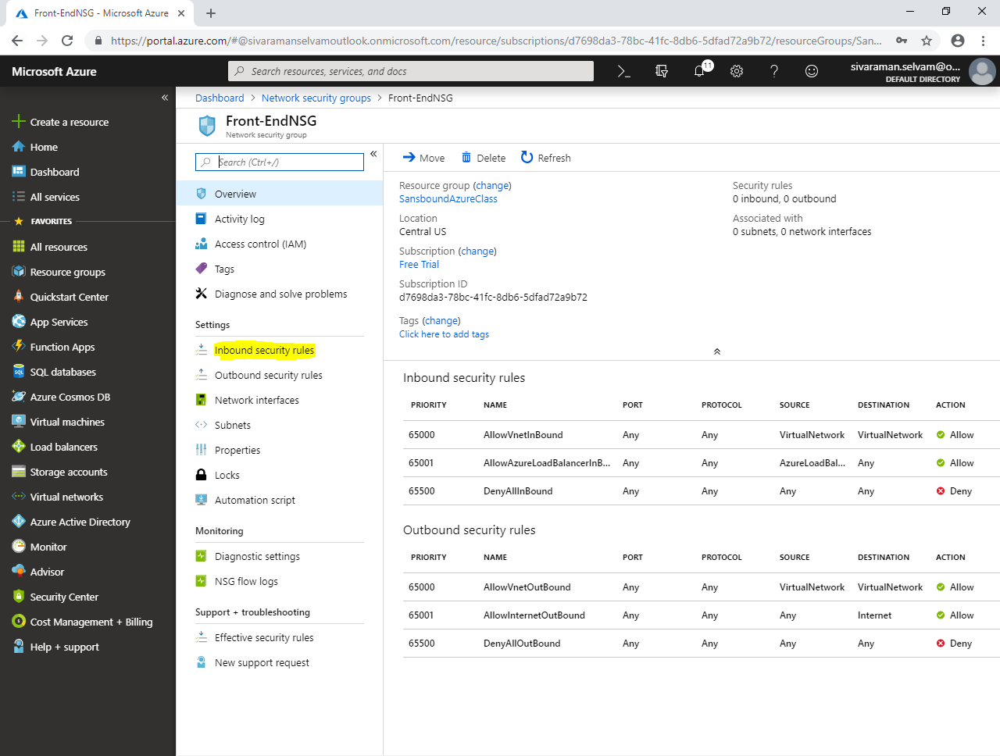 Front-EndNSG - Microsoft Azure
https://portal.azure.com/#@sivaramanselvamoutlook.onmicrosoft.com/resource/subscriptions/d7698da3-78bc-41fc-8db6-5dfad72a9b72/resourceGroups/San...
Microsoft Azure
Search resources, services, and docs
11
sivaraman.selvam@o...
DEFAULT DIRECTORY
Create a resource
Home
Dashboard
All services
FAVORITES
All resources
Resource groups
Quickstart Center
App Services
Function Apps
SQL databases
Azure Cosmos DB
Virtual machines
Load balancers
Storage accounts
Virtual networks
Azure Active Directory
Monitor
Advisor
Security Center
Cost Management + Billing
Help + support
Dashboard > Network security groups > Front-EndNSG
Front-EndNSG
Network security group
Search (Ctrl+/)
Overview
Activity log
Access control (IAM)
Tags
Diagnose and solve problems
Settings
Inbound security rules
Outbound security rules
Network interfaces
Subnets
Properties
Locks
Automation script
Monitoring
Diagnostic settings
NSG flow logs
Support + troubleshooting
Effective security rules
New support request
Move Delete Refresh
Resource group (change)
SansboundAzureClass
Location
Central US
Subscription (change)
Free Trial
Subscription ID
d7698da3-78bc-41fc-8db6-5dfad72a9b72
Tags (change)
Click here to add tags
Security rules
0 inbound, 0 outbound
Associated with
0 subnets, 0 network interfaces
Inbound security rules
PRIORITY NAME PORT PROTOCOL SOURCE DESTINATION ACTION
65000 AllowVnetInBound Any Any VirtualNetwork VirtualNetwork Allow
65001 AllowAzureLoadBalancerInB... Any Any AzureLoadBal... Any Allow
65500 DenyAllInBound Any Any Any Any Deny
Outbound security rules
PRIORITY NAME PORT PROTOCOL SOURCE DESTINATION ACTION
65000 AllowVnetOutBound Any Any VirtualNetwork VirtualNetwork Allow
65001 AllowInternetOutBound Any Any Any Internet Allow
65500 DenyAllOutBound Any Any Any Any Deny